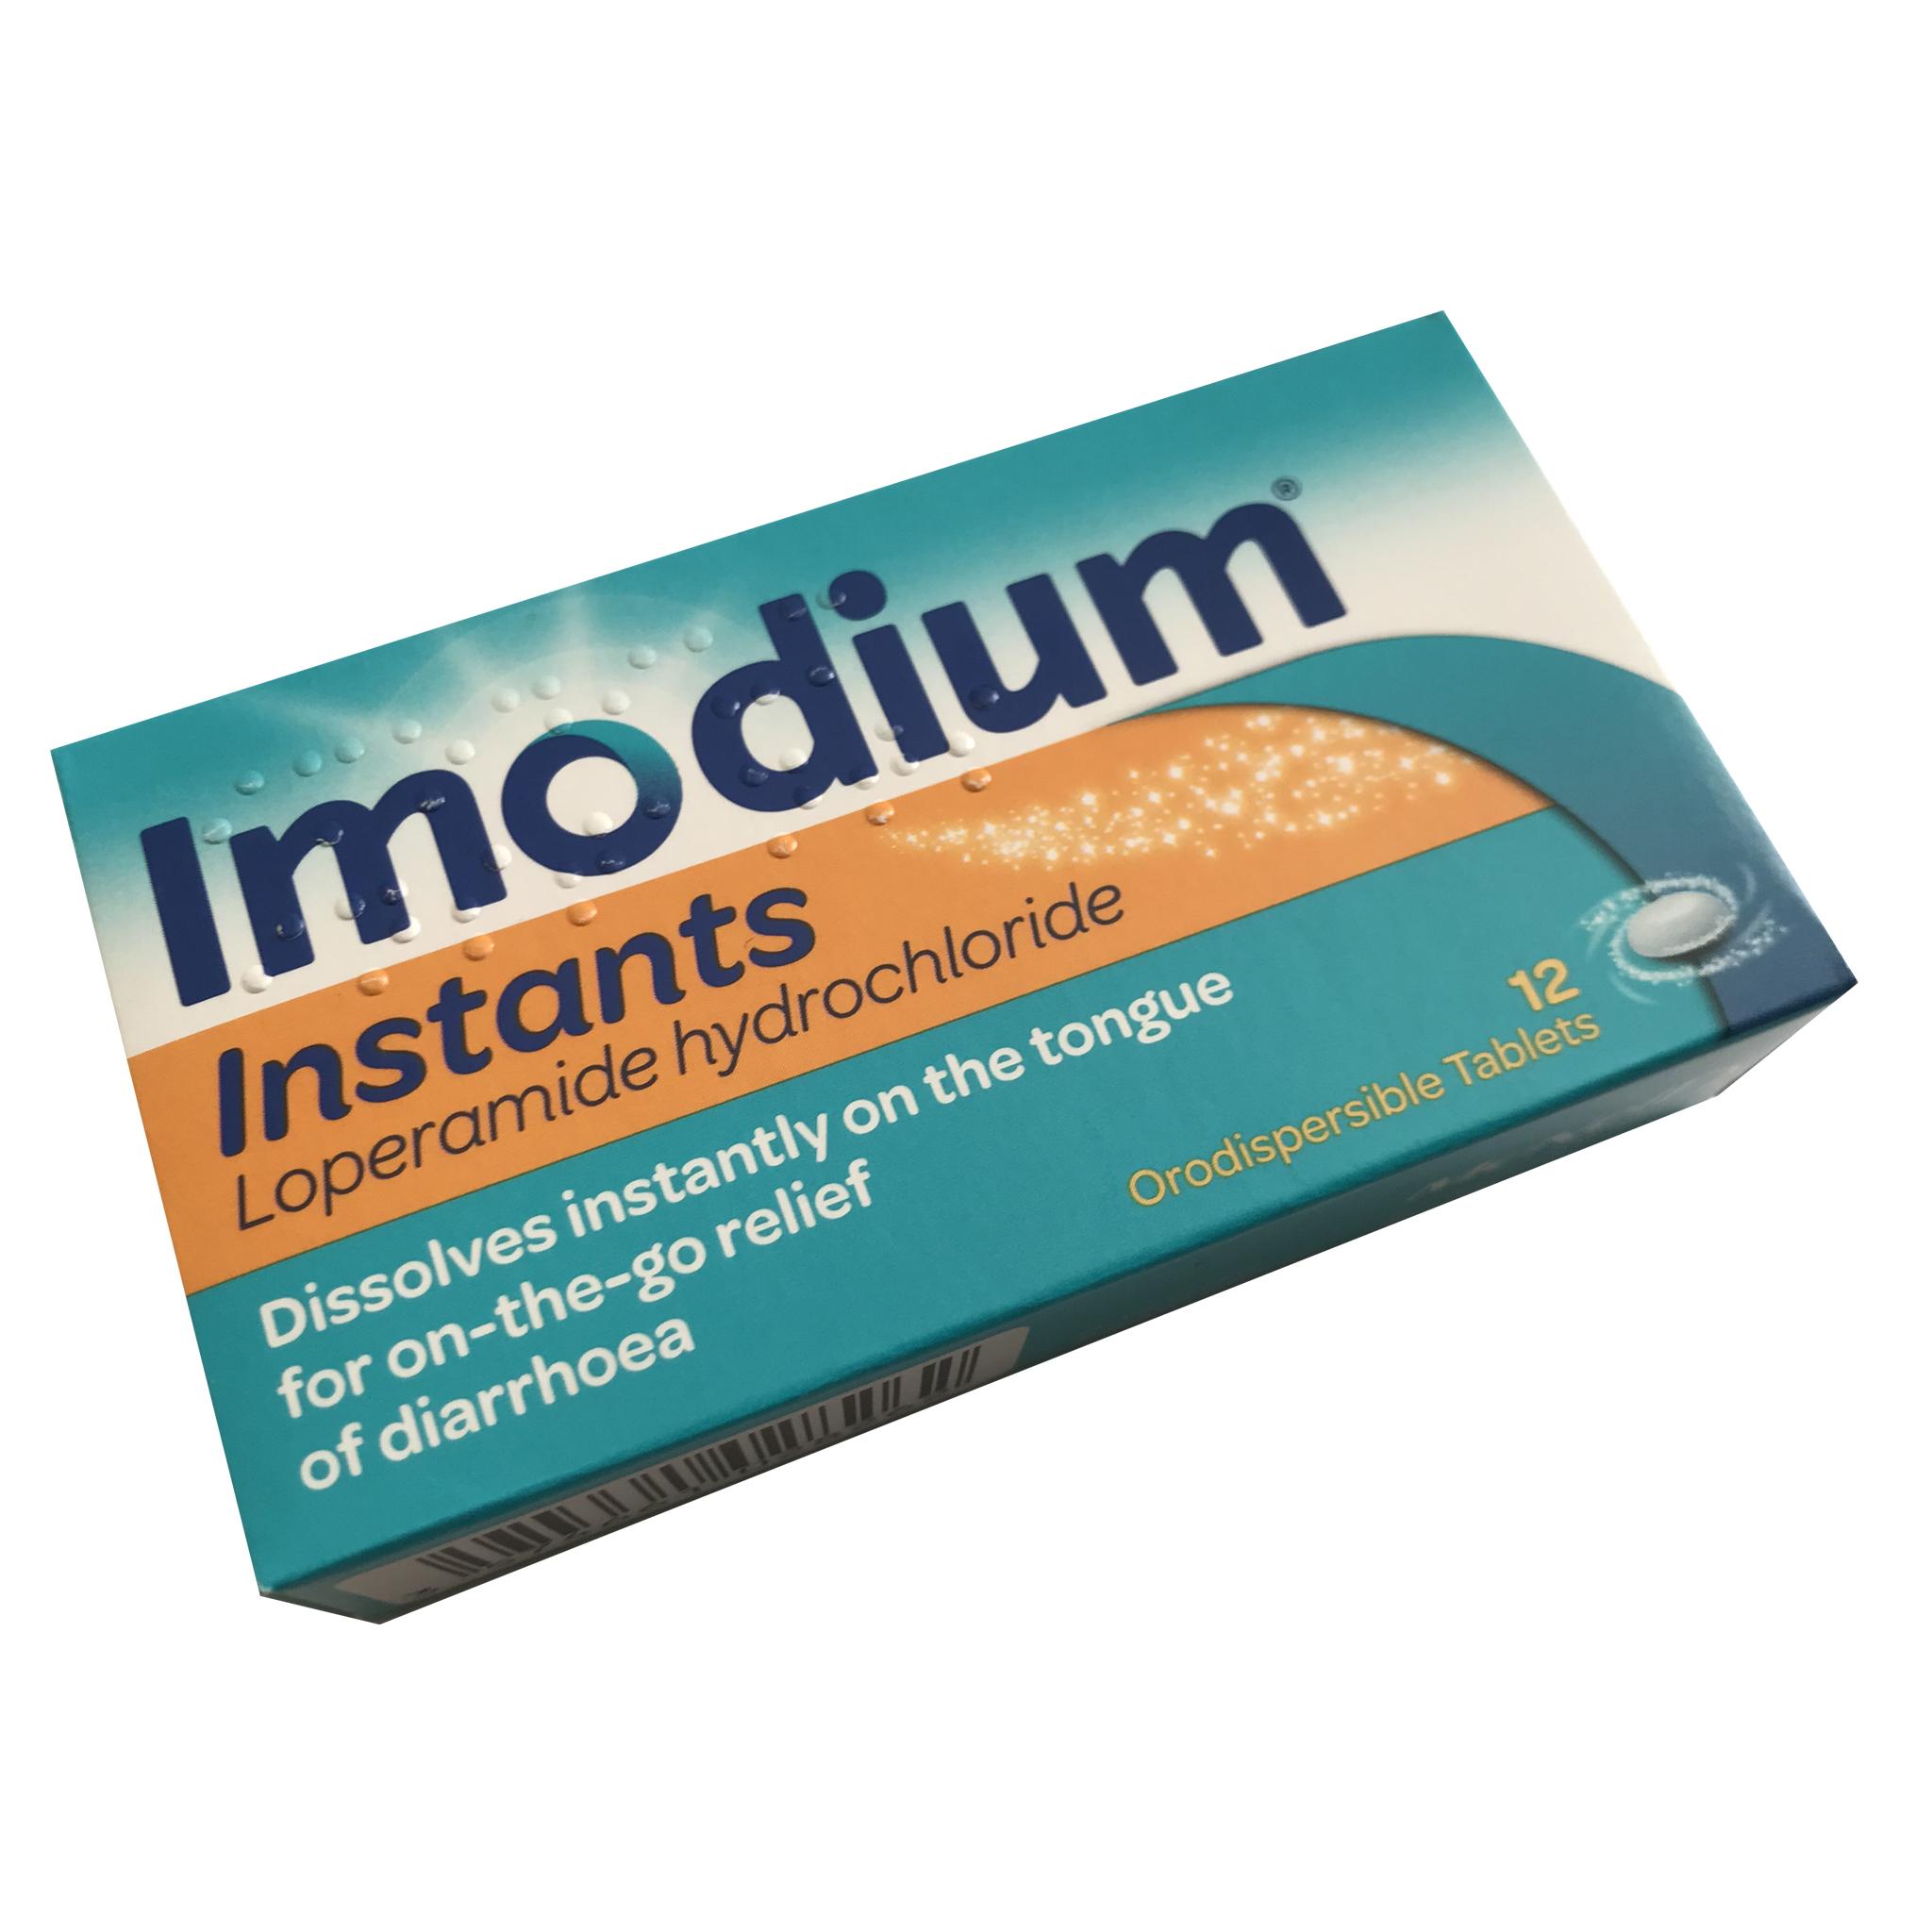 Imodium®
Instants
Loperamide hydrochloride
Dissolves instantly on the tongue
for on-the-go relief
of diarrhoea
12
Orodispersible Tablets